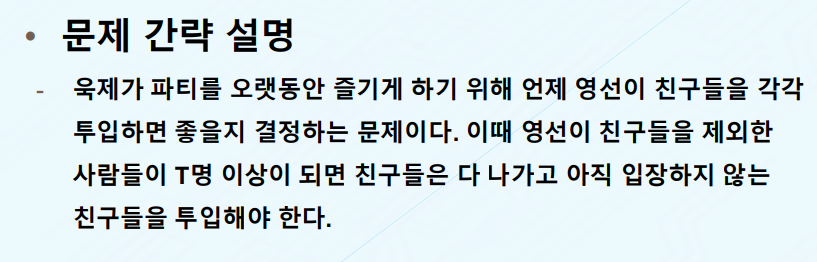 • 문제 간략 설명
- 욱제가 파티를 오랫동안 즐기게 하기 위해 언제 영선이 친구들을 각각
투입하면 좋을지 결정하는 문제이다. 이때 영선이 친구들을 제외한
사람들이 T명 이상이 되면 친구들은 다 나가고 아직 입장하지 않는
친구들을 투입해야 한다.